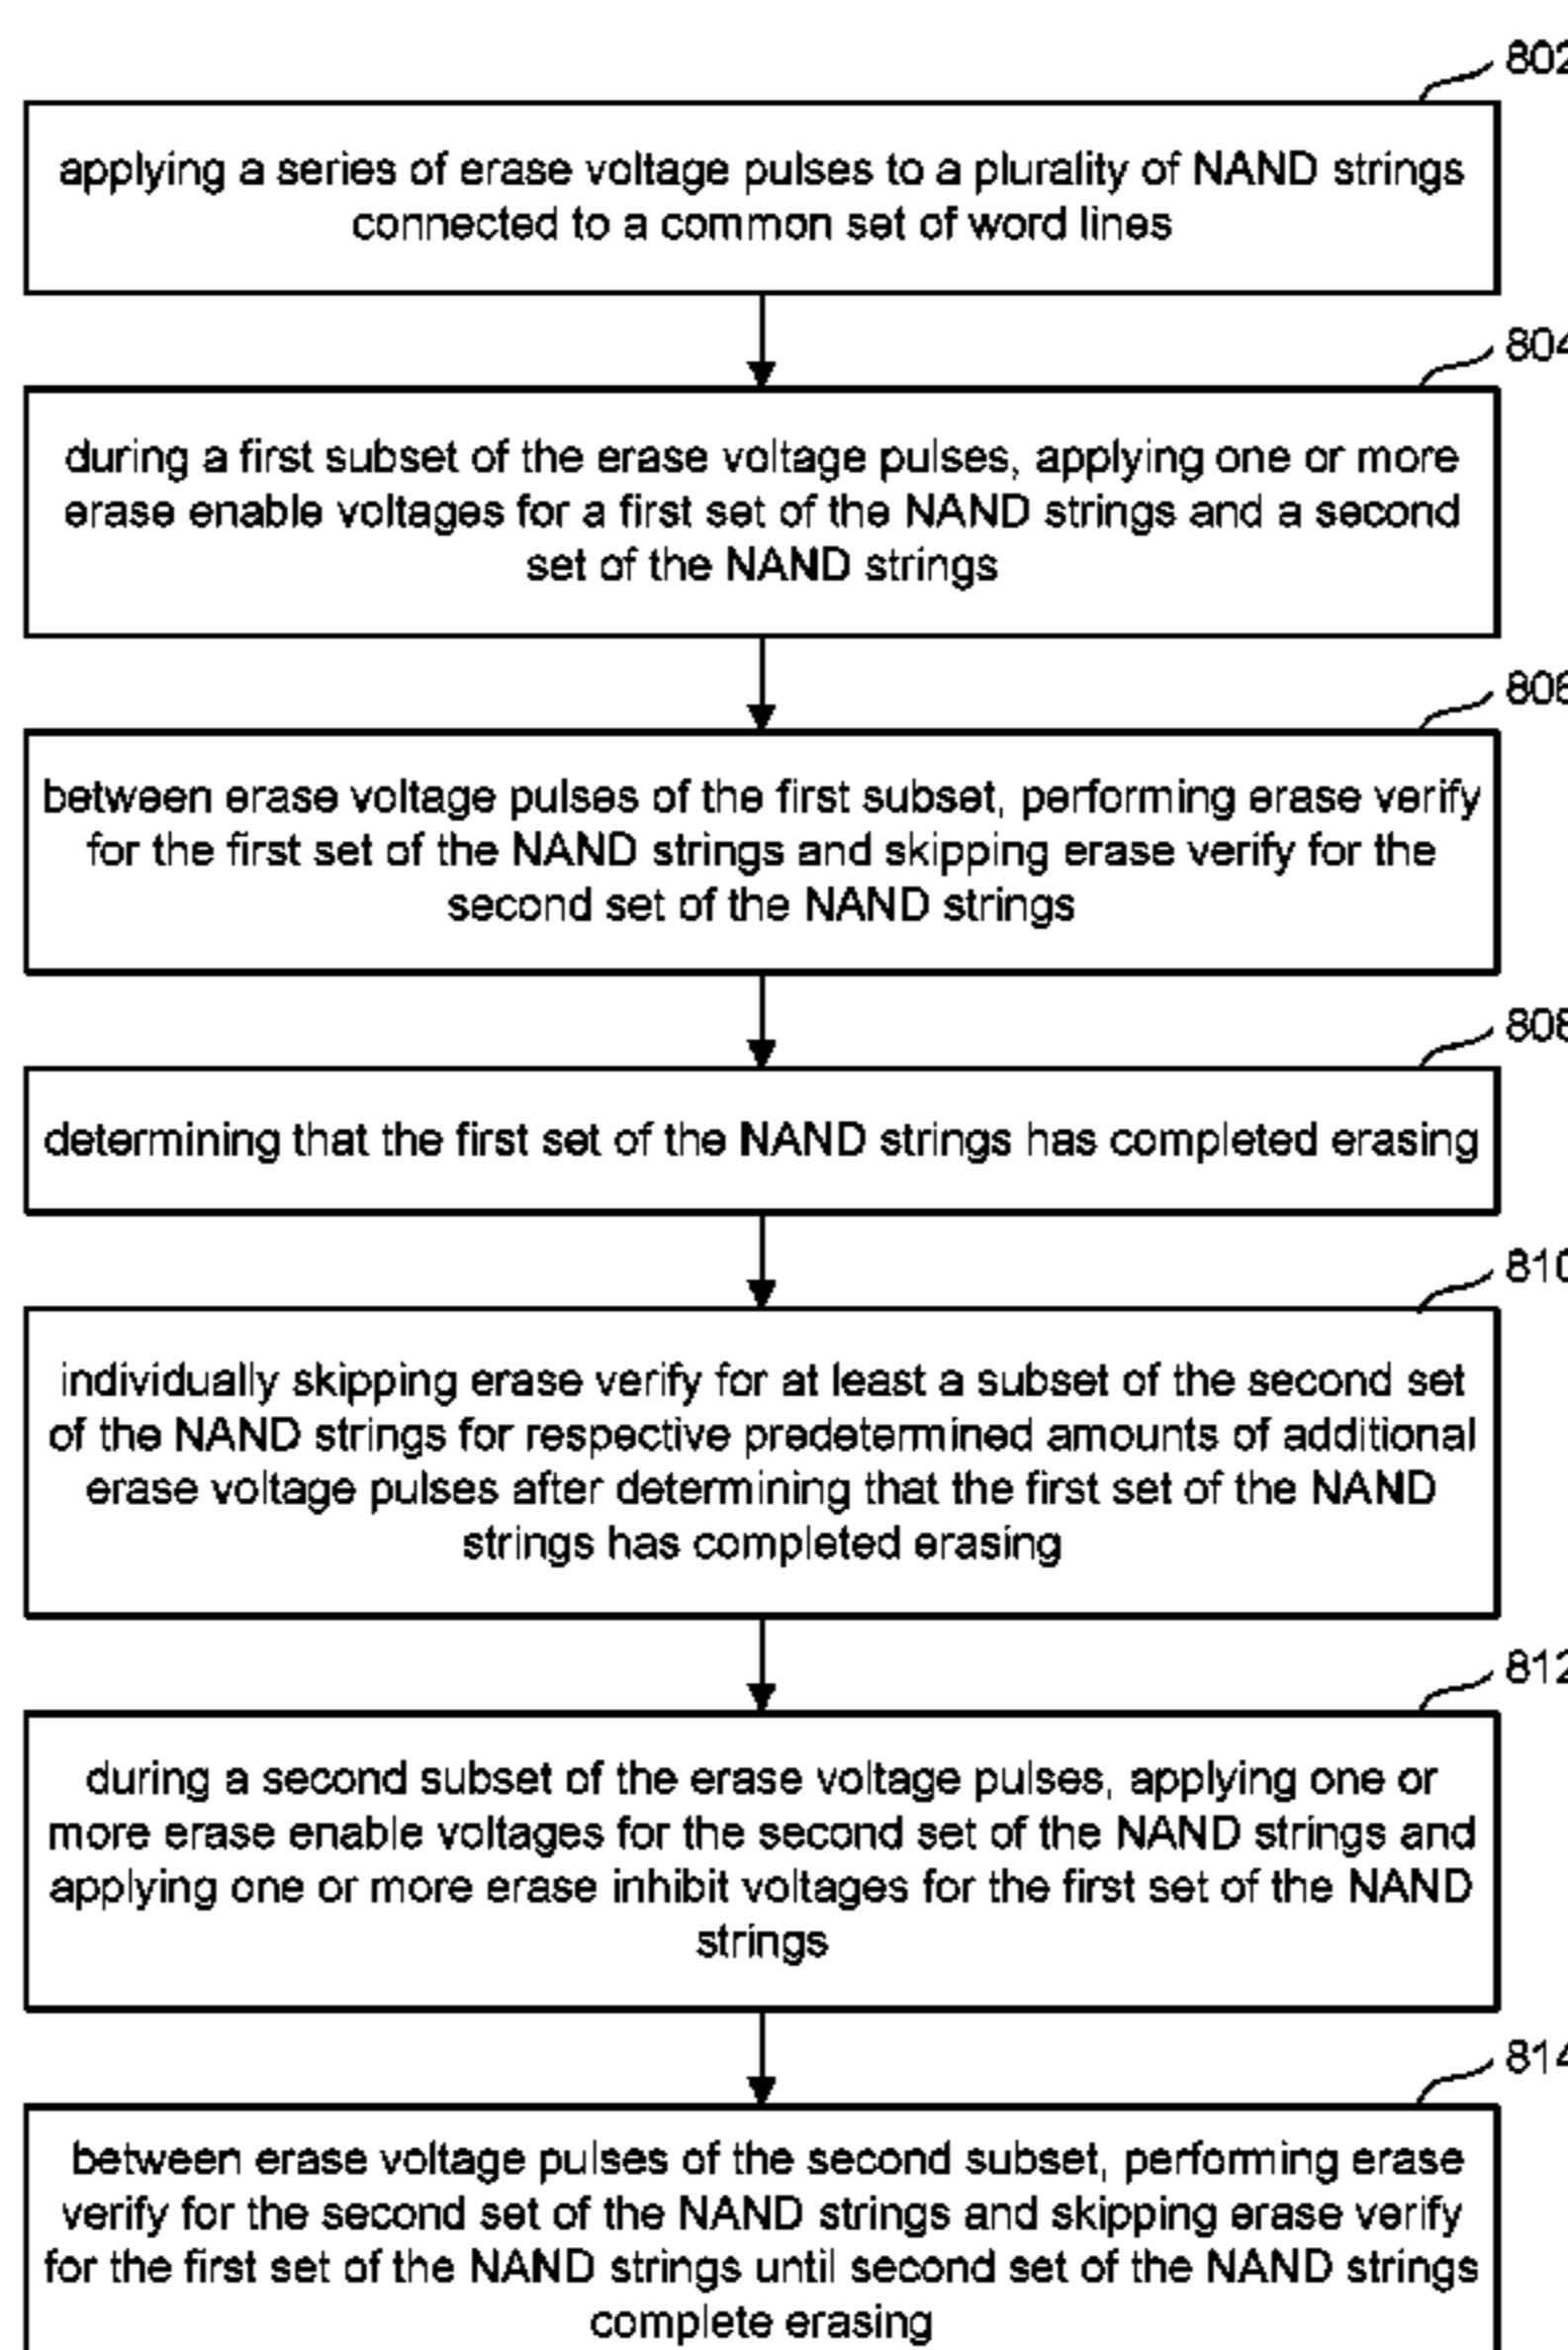 802
applying a series of erase voltage pulses to a plurality of NAND strings
connected to a common set of word lines
804
during a first subset of the erase voltage pulses, applying one or more
erase enable voltages for a first set of the NAND strings and a second
set of the NAND strings
806
between erase voltage pulses of the first subset, performing erase verify
for the first set of the NAND strings and skipping erase verify for the
second set of the NAND strings
808
determining that the first set of the NAND strings has completed erasing
810
individually skipping erase verify for at least a subset of the second set
of the NAND strings for respective predetermined amounts of additional
erase voltage pulses after determining that the first set of the NAND
strings has completed erasing
812
during a second subset of the erase voltage pulses, applying one or
more erase enable voltages for the second set of the NAND strings and
applying one or more erase inhibit voltages for the first set of the NAND
strings
814
between erase voltage pulses of the second subset, performing erase
verify for the second set of the NAND strings and skipping erase verify
for the first set of the NAND strings until second set of the NAND strings
complete erasing